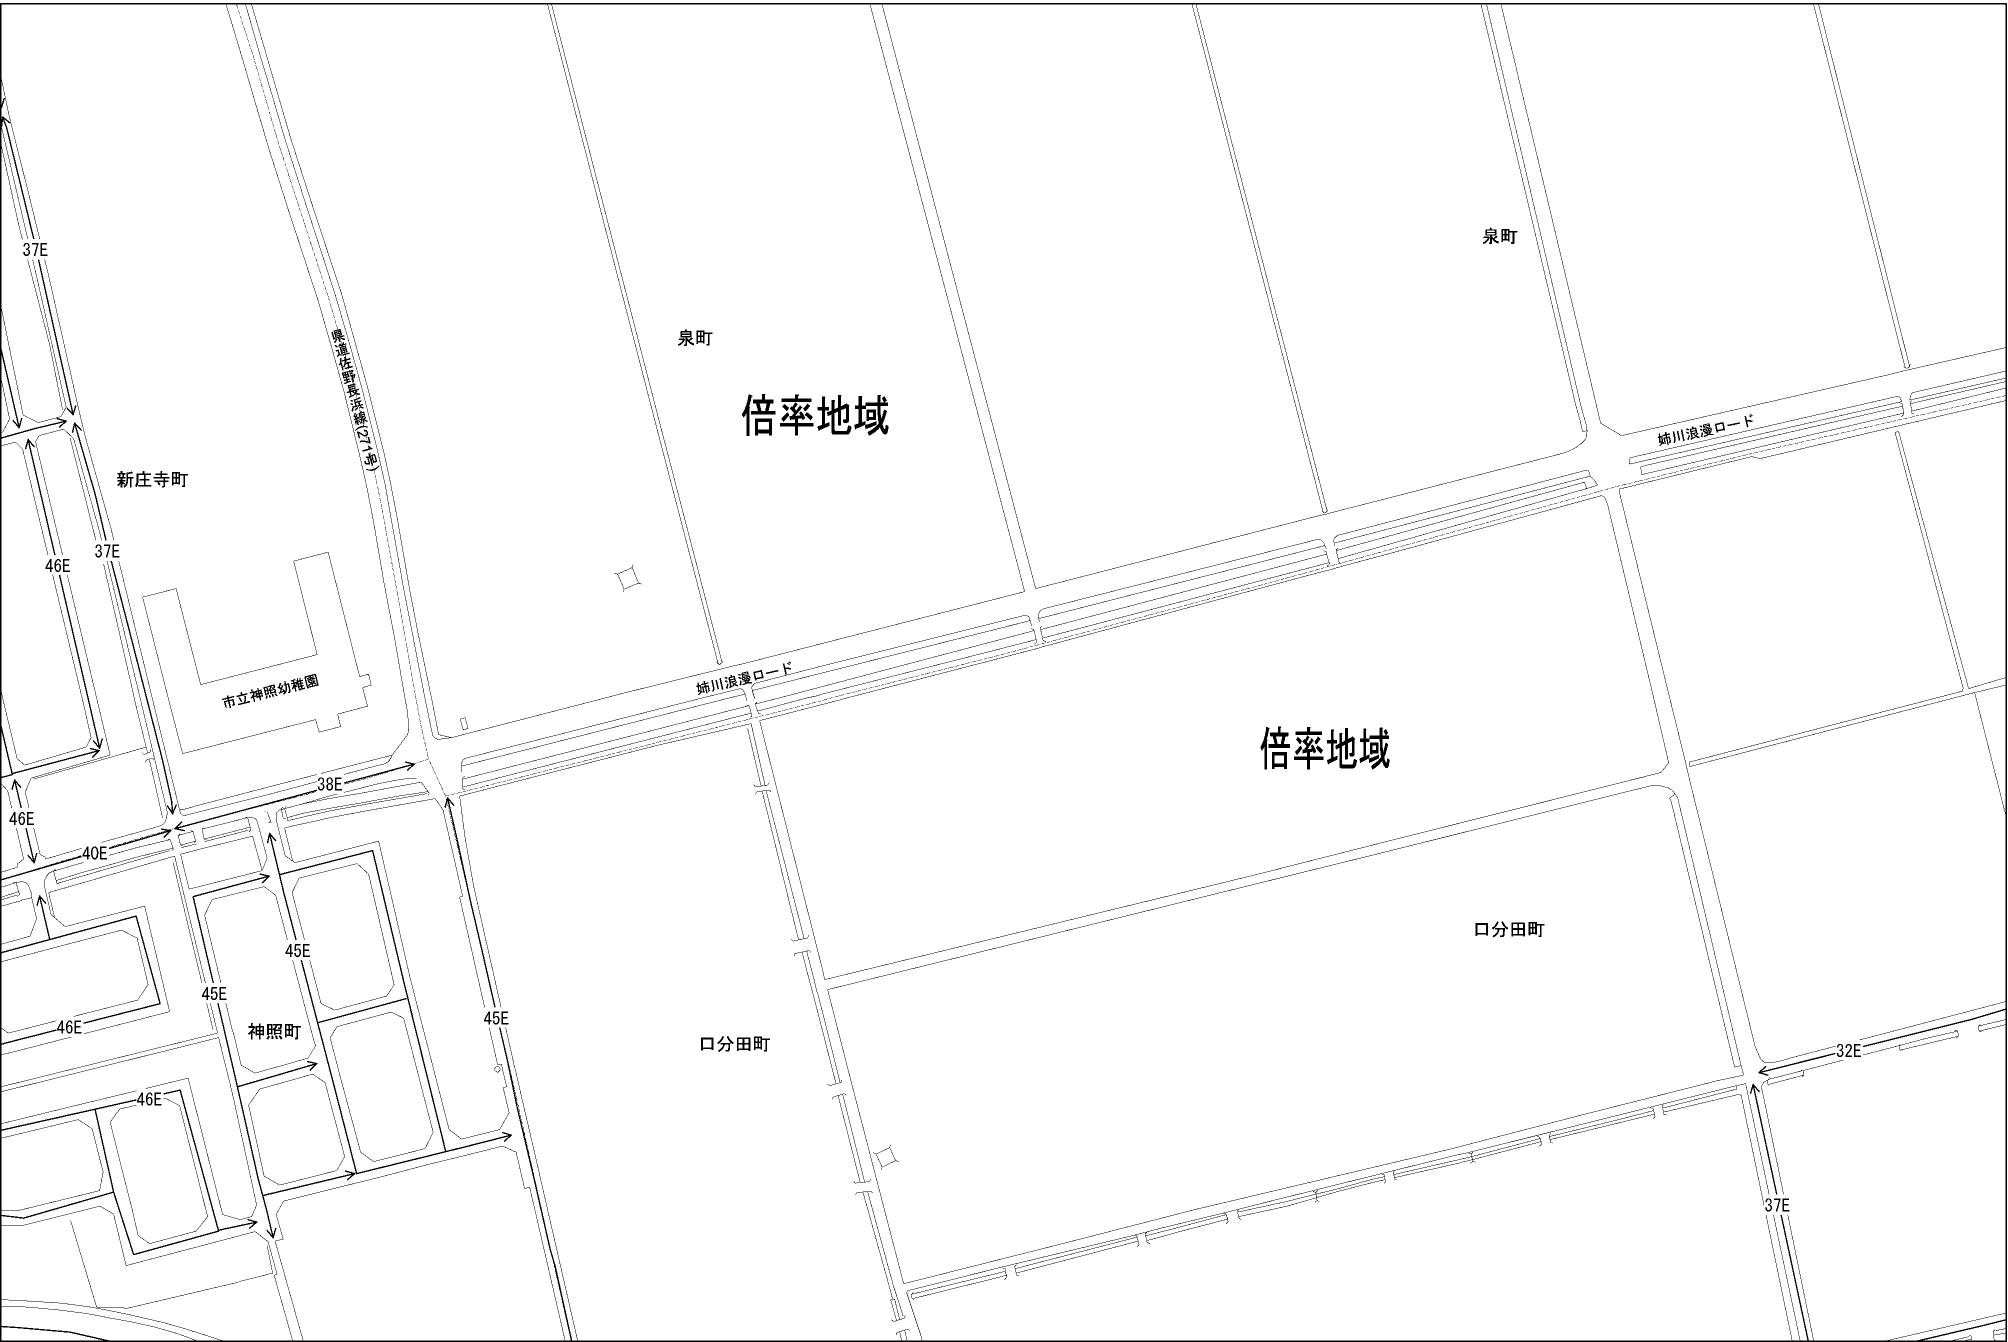 泉町
37E
泉町
県道佐野長浜線(271号)
倍率地域
姉川浪漫ロード
新庄寺町
37E
46E
姉川浪漫ロード
市立神照幼稚園
倍率地域
38E
46E
40E
口分田町
45E
45E
45E
46E
神照町
口分田町
32E
46E
37E